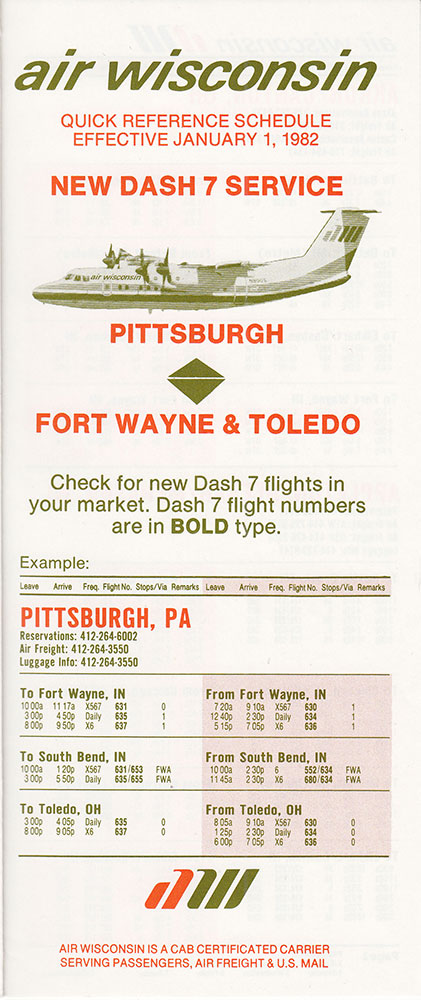 air wisconsin
QUICK REFERENCE SCHEDULE
EFFECTIVE JANUARY 1, 1982
NEW DASH 7 SERVICE
air wisconsin
PITTSBURGH
FORT WAYNE & TOLEDO
Check for new Dash 7 flights in
your market. Dash 7 flight numbers
are in BOLD type.
Example:
Leave Arrive Freq. Flight No. Stops/Via Remarks Leave Arrive Freq. Flight No. Stops/Via Remarks
PITTSBURGH, PA
Reservations: 412-264-6002
Air Freight: 412-264-3550
Luggage Info: 412-264-3550
To Fort Wayne, IN
10 00a 11 17a X567 631 0
3 00p 4 50p Daily 635 1
8 00p 9 50p X6 637 1
From Fort Wayne, IN
7 20a 9 10a X567 630 1
12 40p 2 30p Daily 634 1
5 15p 7 05p X6 636 1
To South Bend, IN
10 00a 1 20p X567 631/653 FWA
3 00p 5 50p Daily 635/655 FWA
From South Bend, IN
10 00a 2 30p 6 552/634 FWA
11 45a 2 30p X6 680/634 FWA
To Toledo, OH
3 00p 4 05p Daily 635 0
8 00p 9 05p X6 637 0
From Toledo, OH
8 05a 9 10a X567 630 0
1 25p 2 30p Daily 634 0
6 00p 7 05p X6 636 0
AIR WISCONSIN IS A CAB CERTIFICATED CARRIER
SERVING PASSENGERS, AIR FREIGHT & U.S. MAIL